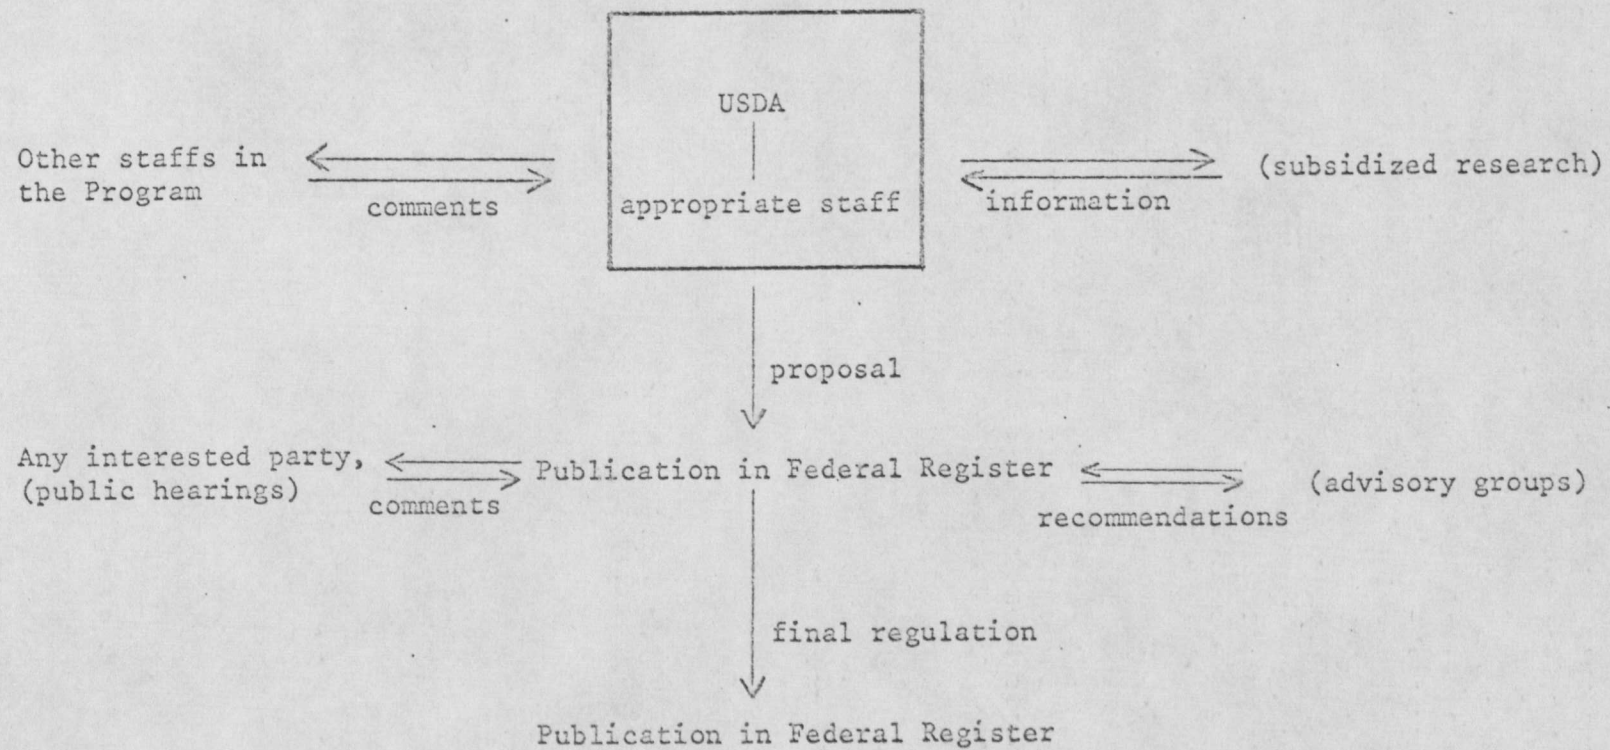 USDA
Other staffs in
the Program
comments
appropriate staff
information
(subsidized research)
proposal
Any interested party,
(public hearings)
comments
Publication in Federal Register
recommendations
(advisory groups)
final regulation
Publication in Federal Register